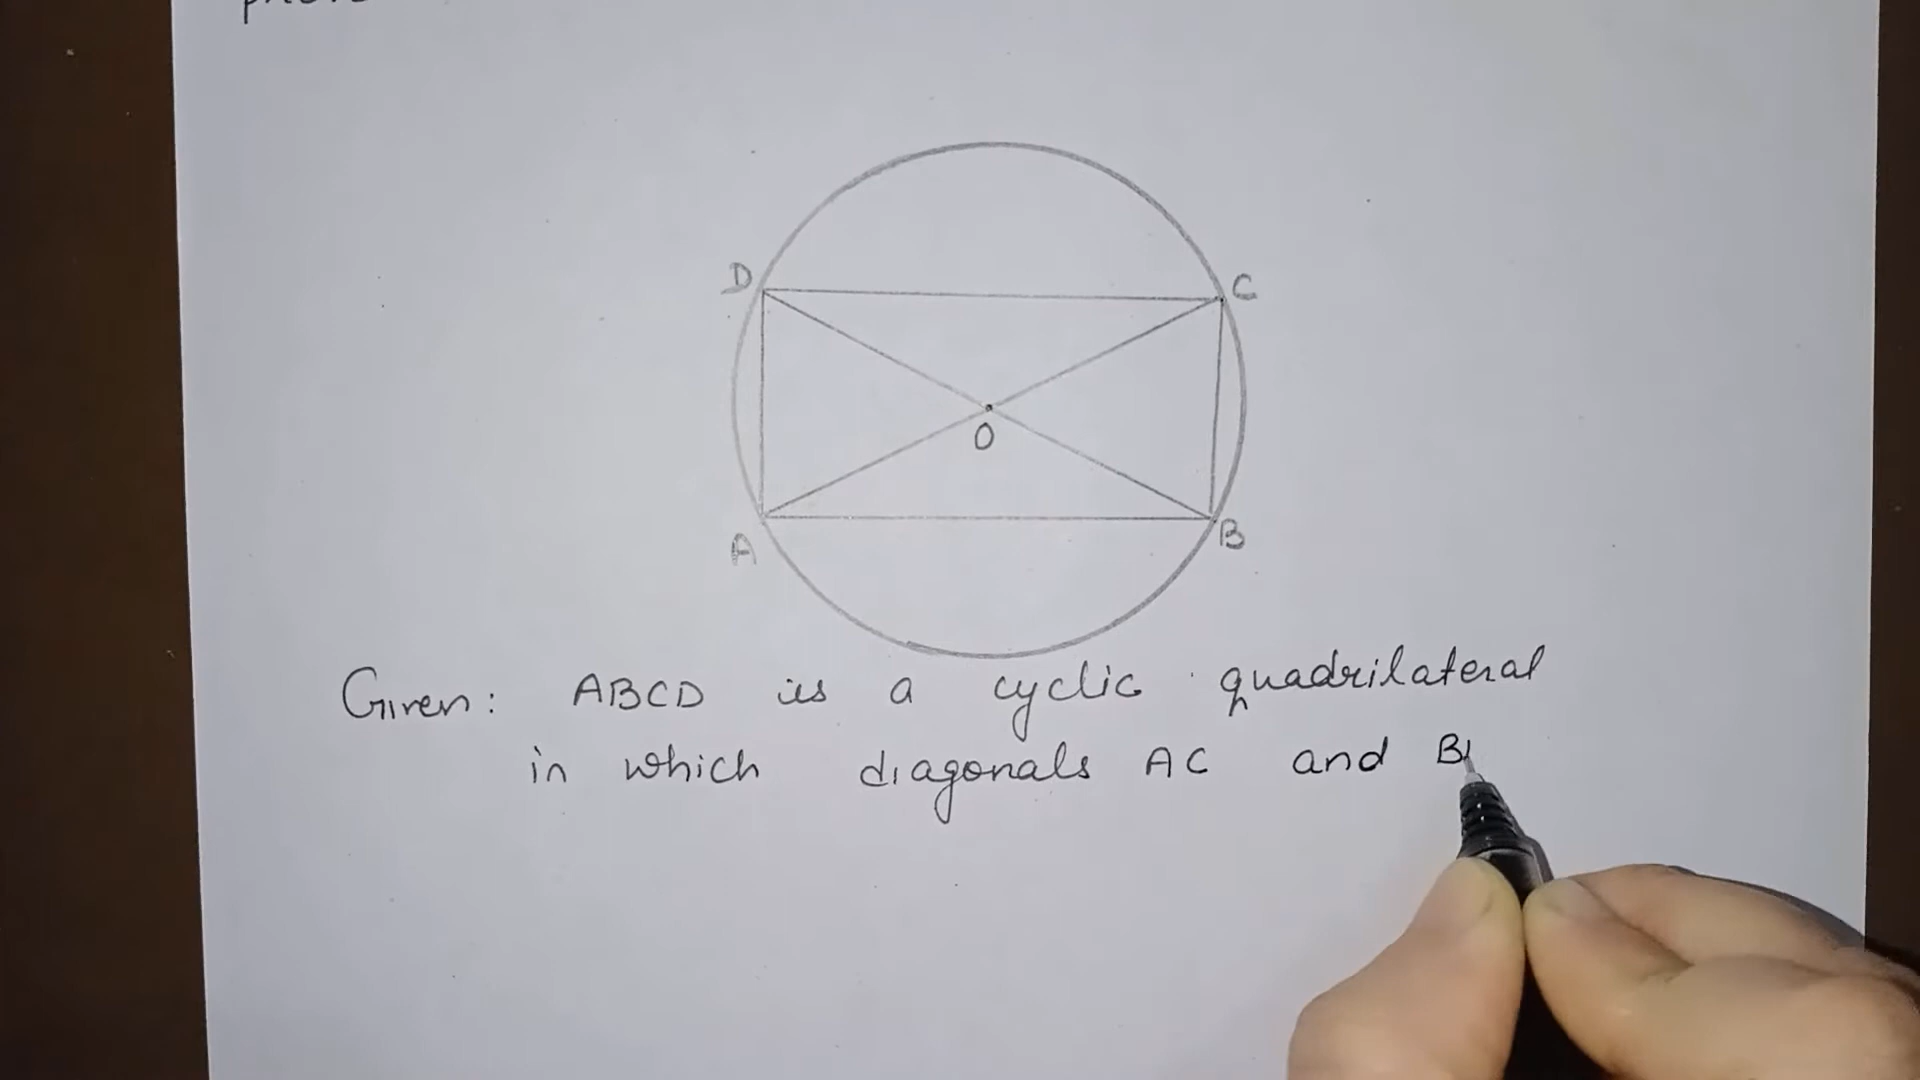 D
C
O
A
B
Given: ABCD is a cyclic quadrilateral
in which diagonals AC and